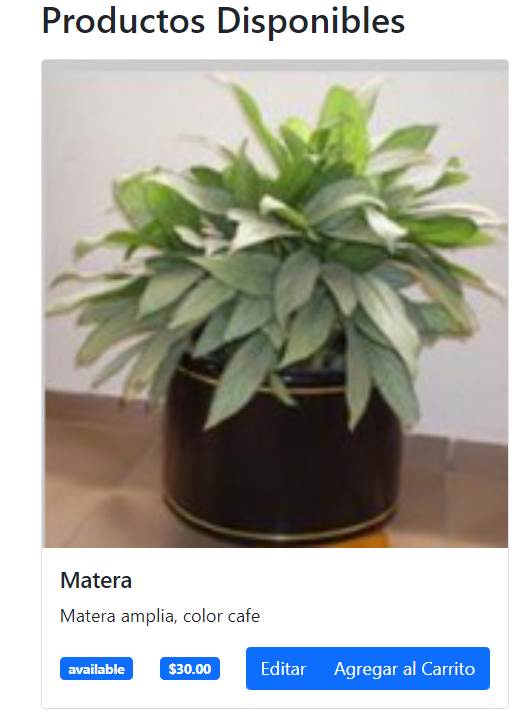 Productos Disponibles
Matera
Matera amplia, color cafe
available $30.00 Editar Agregar al Carrito